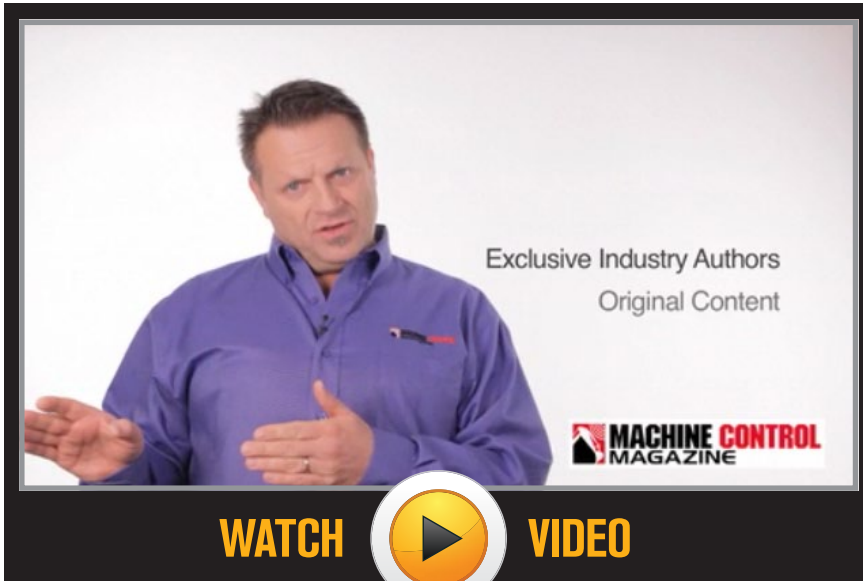 Exclusive Industry Authors
Original Content
MACHINE CONTROL
MAGAZINE
WATCH VIDEO